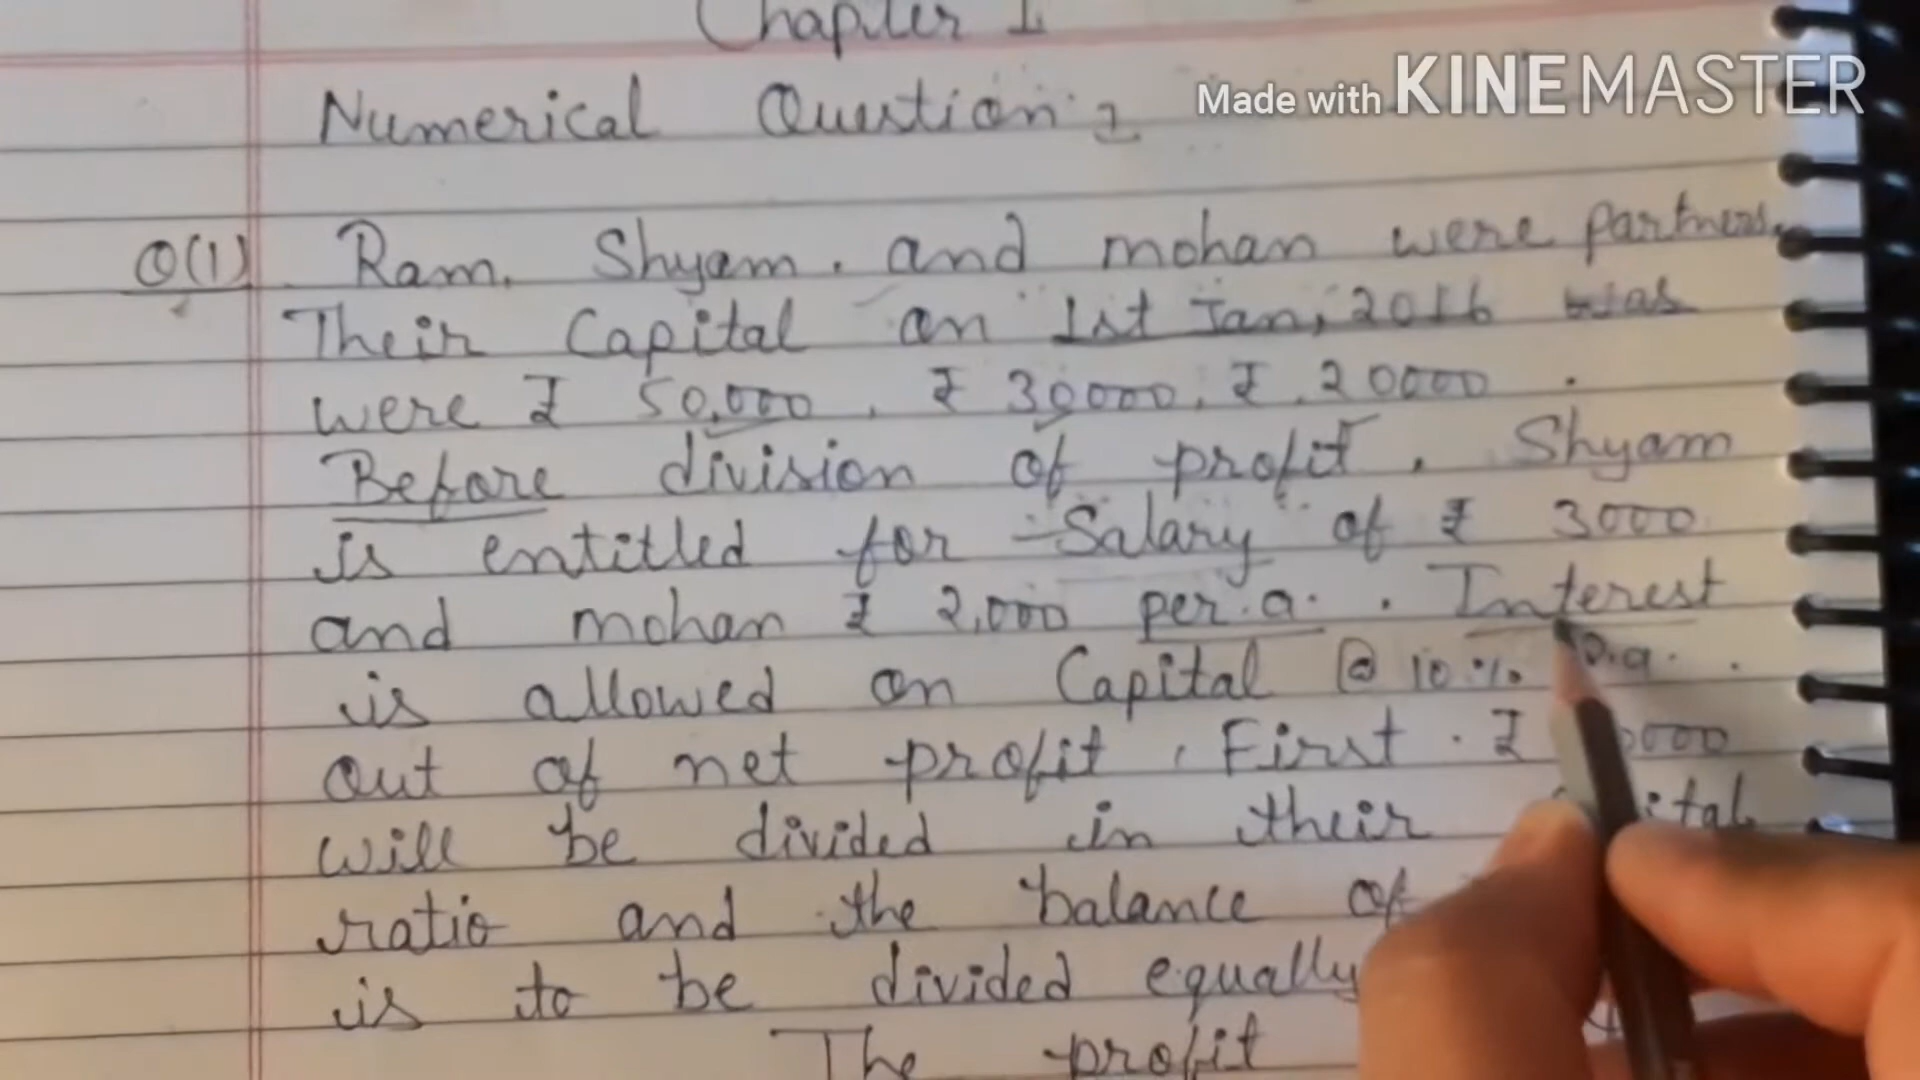 Chapter 1
Made with KINEMASTER
Numerical Question :
Q(1) Ram, Shyam, and mohan were partners.
Their Capital on 1st Jan, 2016 was
were ₹ 50,000, ₹ 30000, ₹ 20000.
Before division of profit, Shyam
is entitled for Salary of ₹ 3000
and mohan ₹ 2,000 per.a. . Interest
is allowed on Capital @ 10% p.a. .
out of net profit, First ₹
will be divided in their
ratio and the balance of
is to be divided equally
The profit